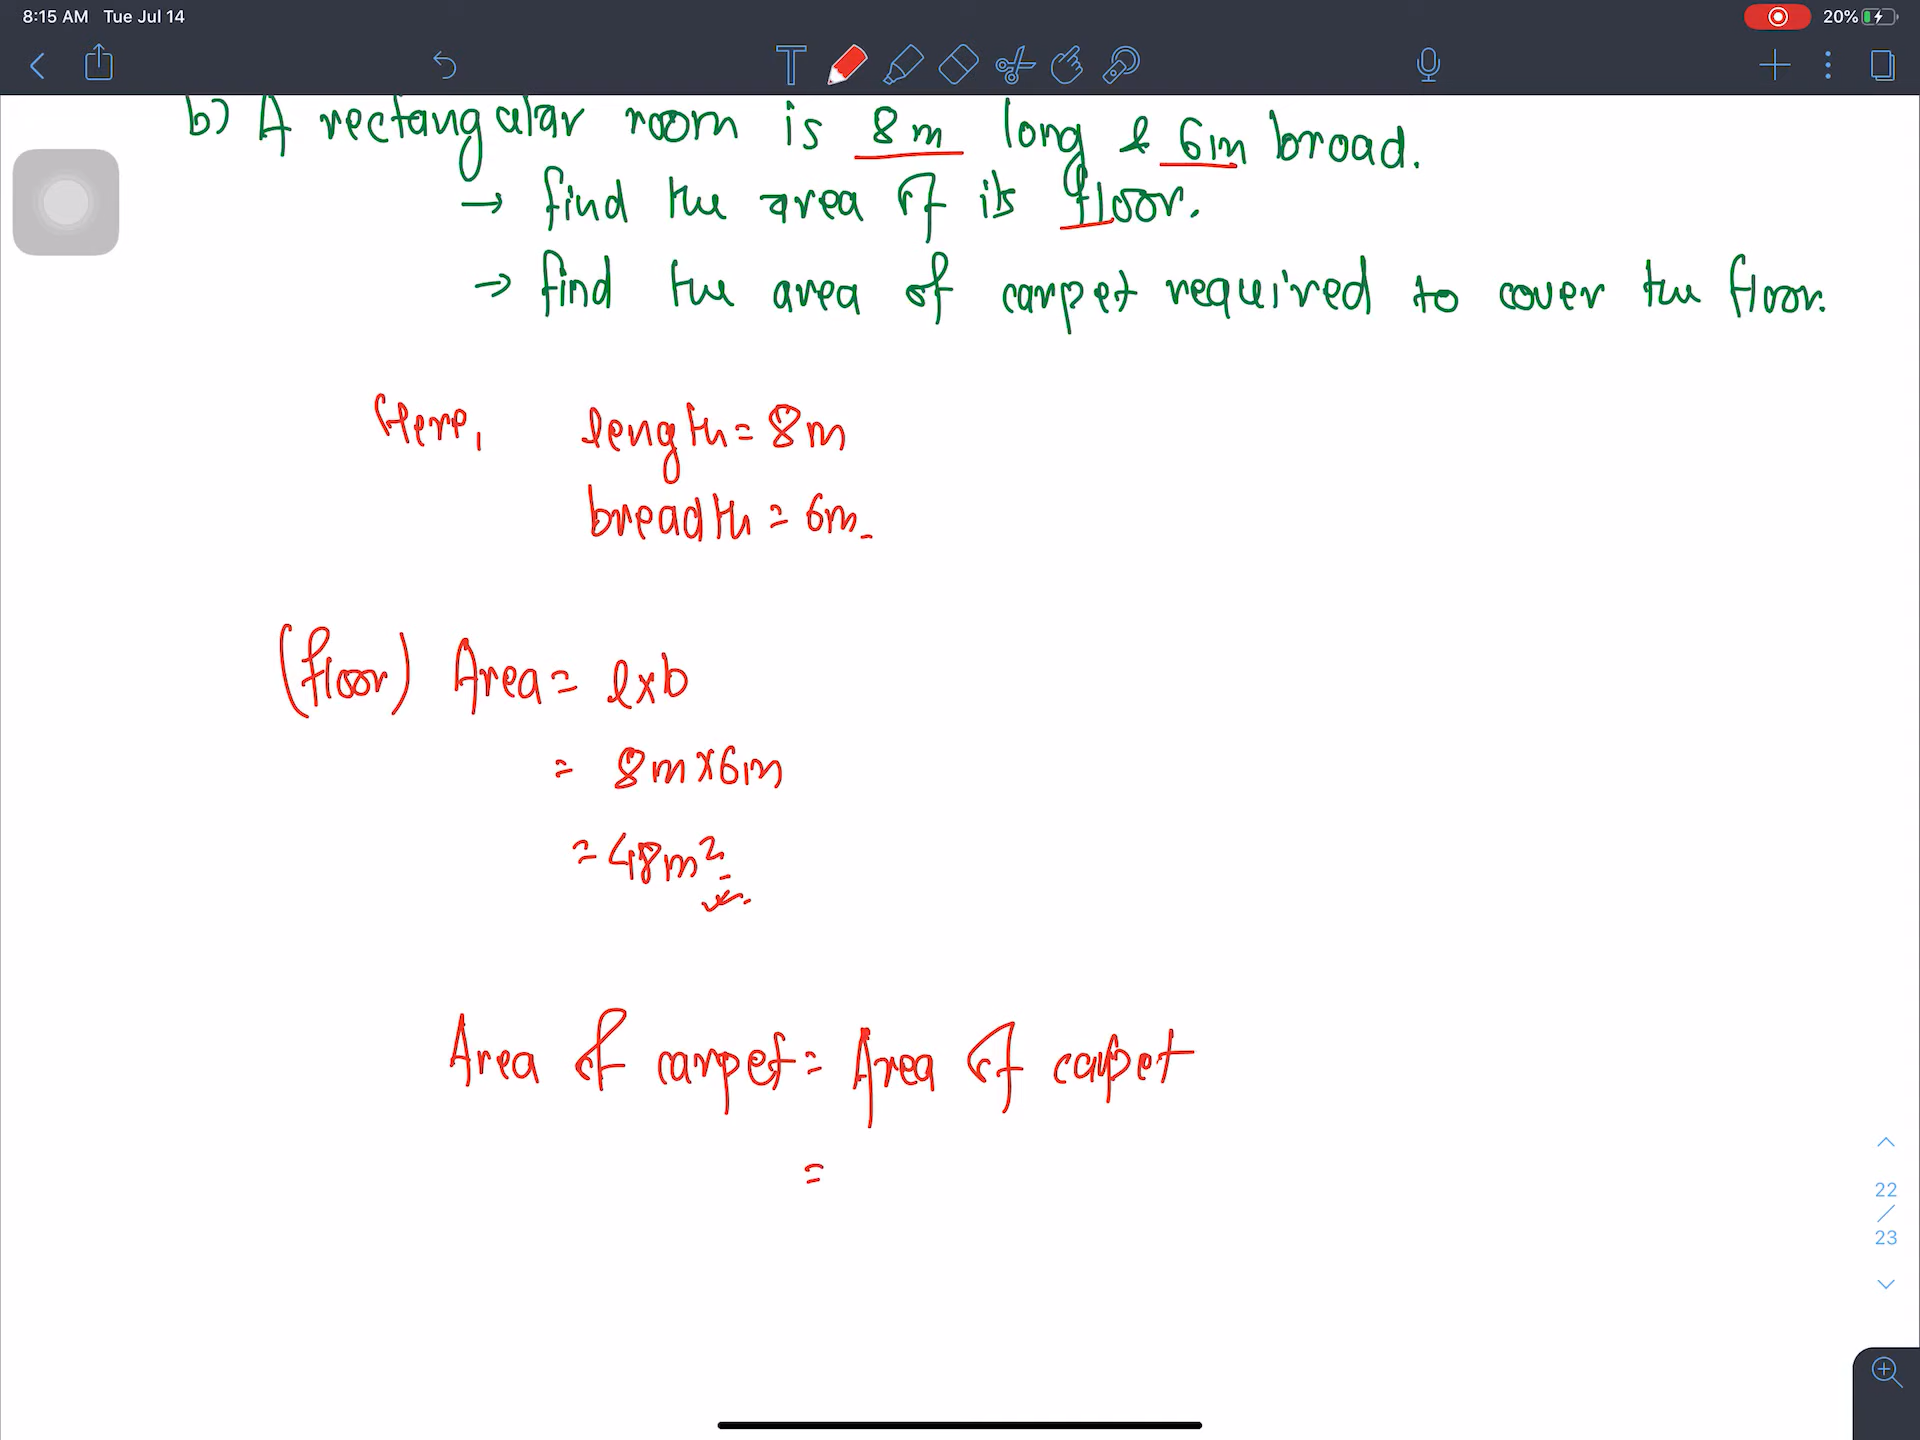 8:15 AM Tue Jul 14
20%
b) A rectangular room is 8m long & 6m broad.
→ find the area of its floor.
→ find the area of carpet required to cover the floor.
Here, length = 8m
breadth = 6m.
(floor) Area = l×b
= 8m×6m
= 48m²
Area of carpet = Area of carpet
=
22
/
23